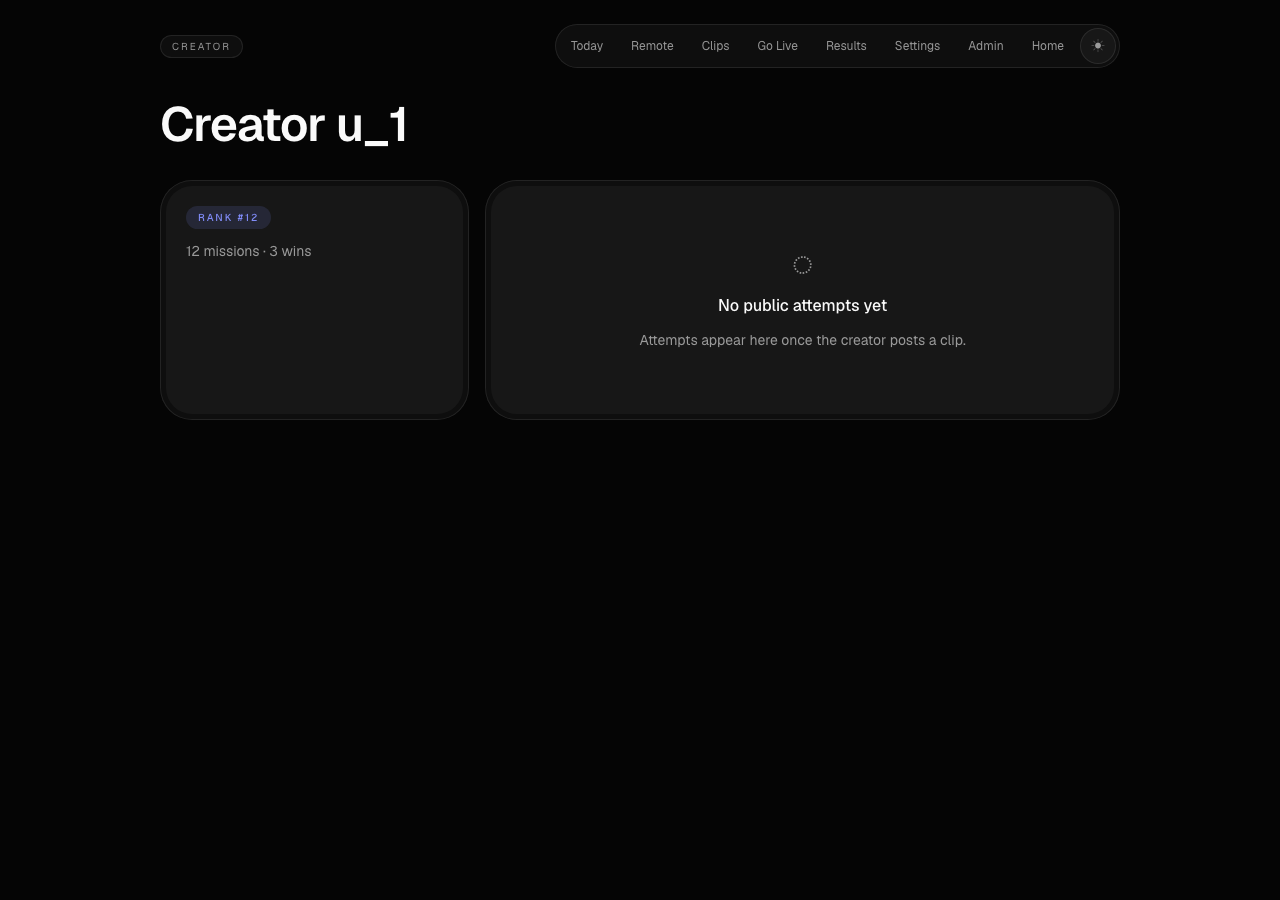 CREATOR
Today Remote Clips Go Live Results Settings Admin Home
Creator u_1
RANK #12
12 missions · 3 wins
No public attempts yet
Attempts appear here once the creator posts a clip.